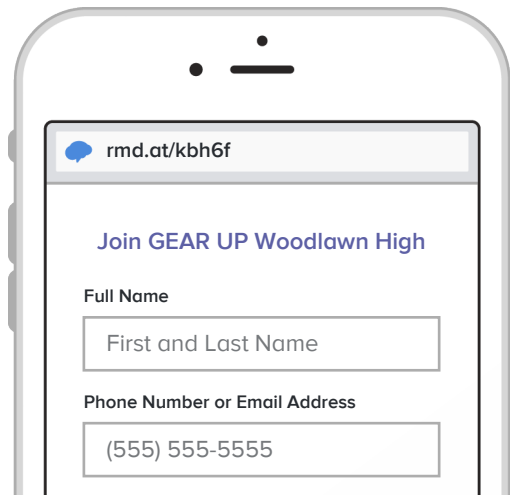 rmd.at/kbh6f
Join GEAR UP Woodlawn High
Full Name
First and Last Name
Phone Number or Email Address
(555) 555-5555